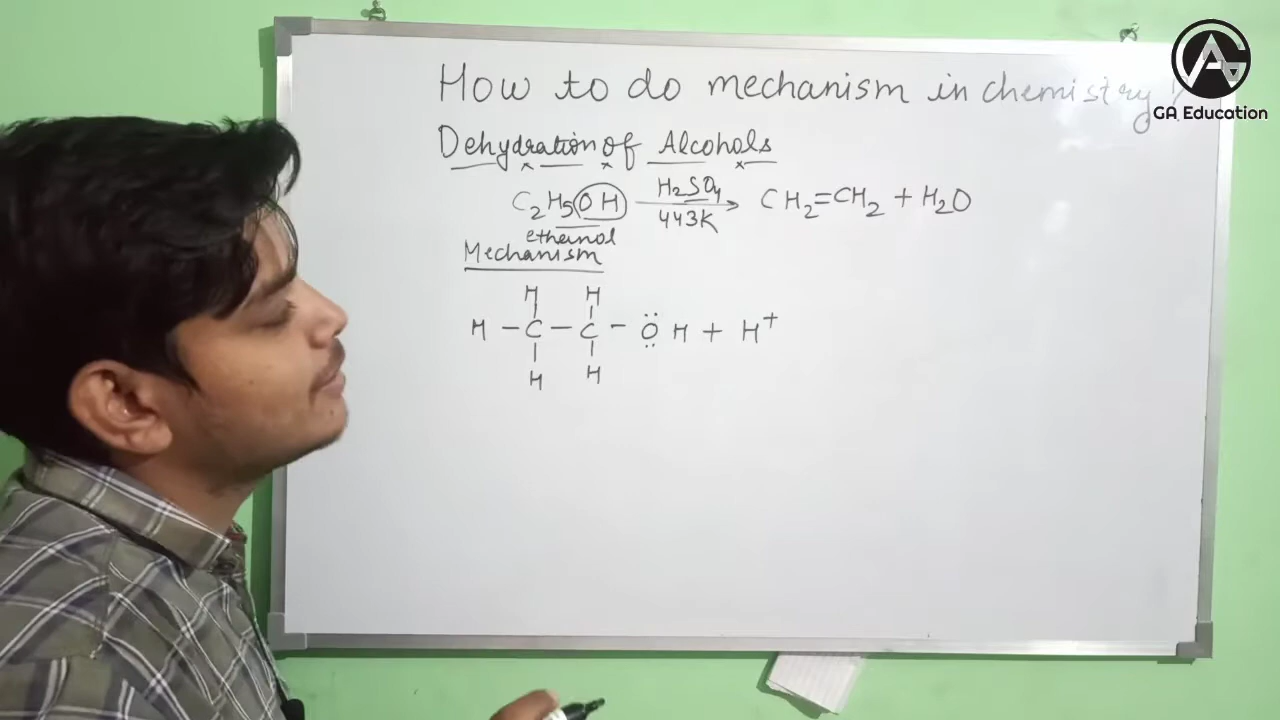 How to do mechanism in chemistry ?
GA Education
Dehydration of Alcohols
C₂H₅OH H₂SO₄ 443K CH₂=CH₂ + H₂O
ethanol
Mechanism
H H
H – C – C – Ö H + H⁺
H H